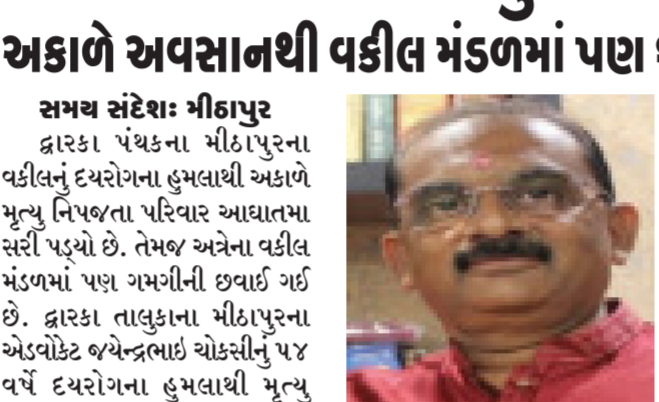 અકાળે અવસાનથી વકીલ મંડળમાં પણ
સમય સંદેશઃ મીઠાપુર
દ્વારકા પંથકના મીઠાપુરના
વકીલનું દયરોગના હુમલાથી અકાળે
મૃત્યુ નિપજતા પરિવાર આઘાતમા
સરી પડ્યો છે. તેમજ અત્રેના વકીલ
મંડળમાં પણ ગમગીની છવાઈ ગઈ
છે. દ્વારકા તાલુકાના મીઠાપુરના
એડવોકેટ જયેન્દ્રભાઇ ચોકસીનું ૫૪
વર્ષે દયરોગના હુમલાથી મૃત્યુ